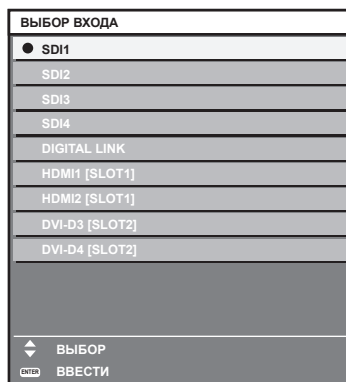 ВЫБОР ВХОДА
SDI1
SDI2
SDI3
SDI4
DIGITAL LINK
HDMI1 [SLOT1]
HDMI2 [SLOT1]
DVI-D3 [SLOT2]
DVI-D4 [SLOT2]
ВЫБОР
ENTER ВВЕСТИ